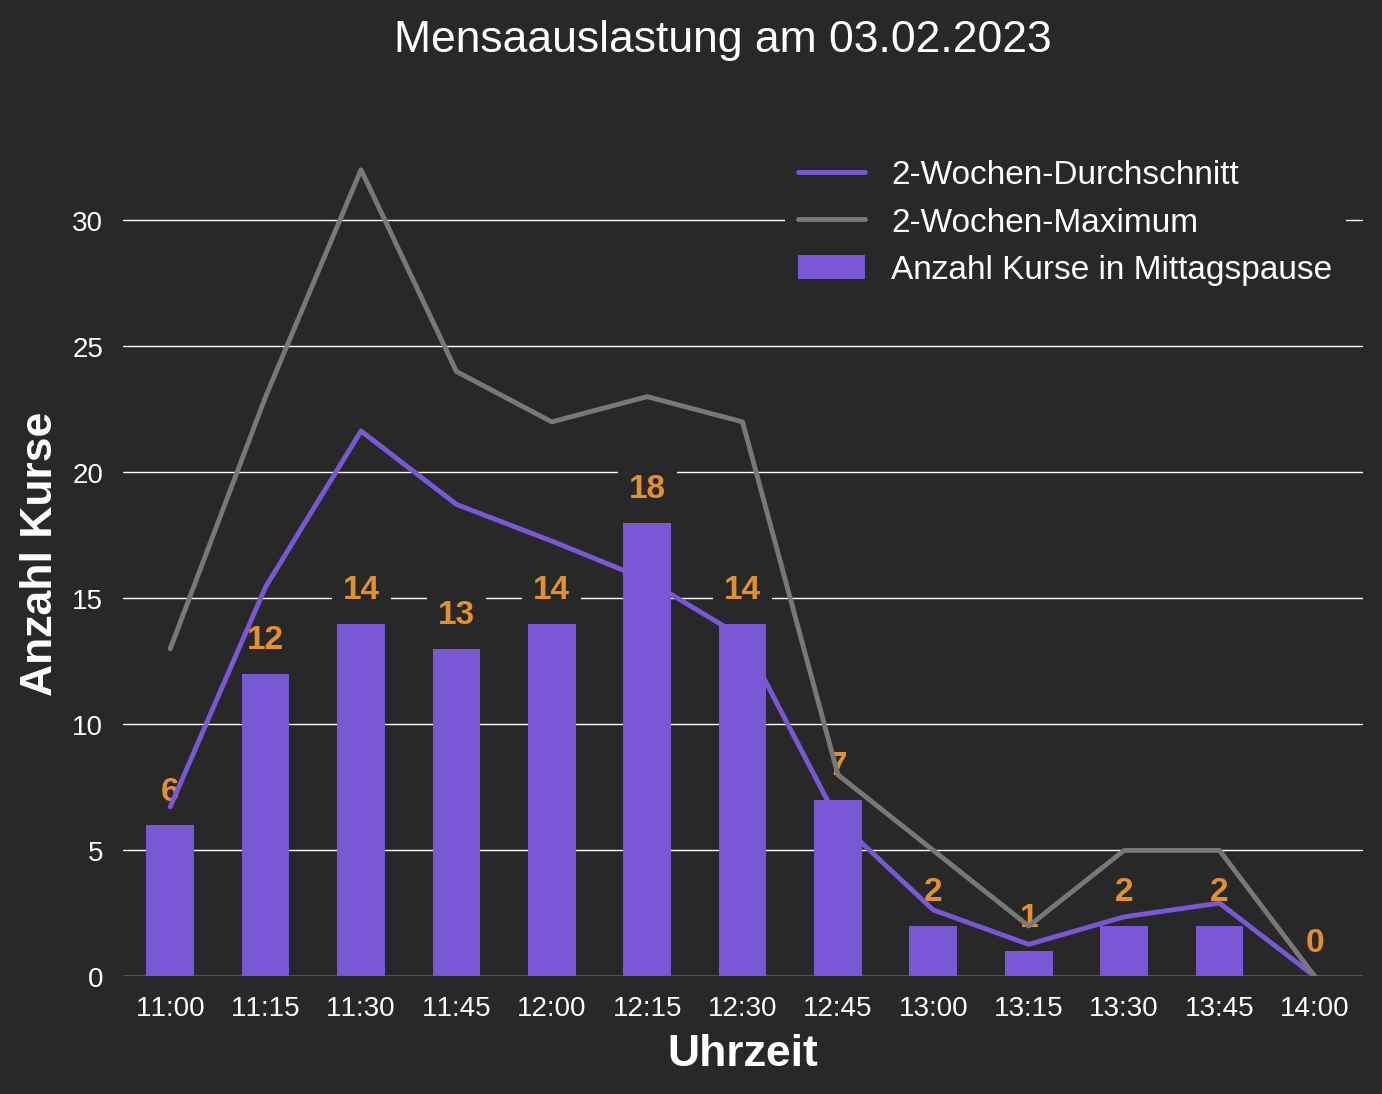 Mensaauslastung am 03.02.2023
2-Wochen-Durchschnitt
2-Wochen-Maximum
Anzahl Kurse in Mittagspause
Anzahl Kurse
30
25
20
15
10
5
0
6
12
14
13
14
18
14
7
2
1
2
2
0
11:00 11:15 11:30 11:45 12:00 12:15 12:30 12:45 13:00 13:15 13:30 13:45 14:00
Uhrzeit